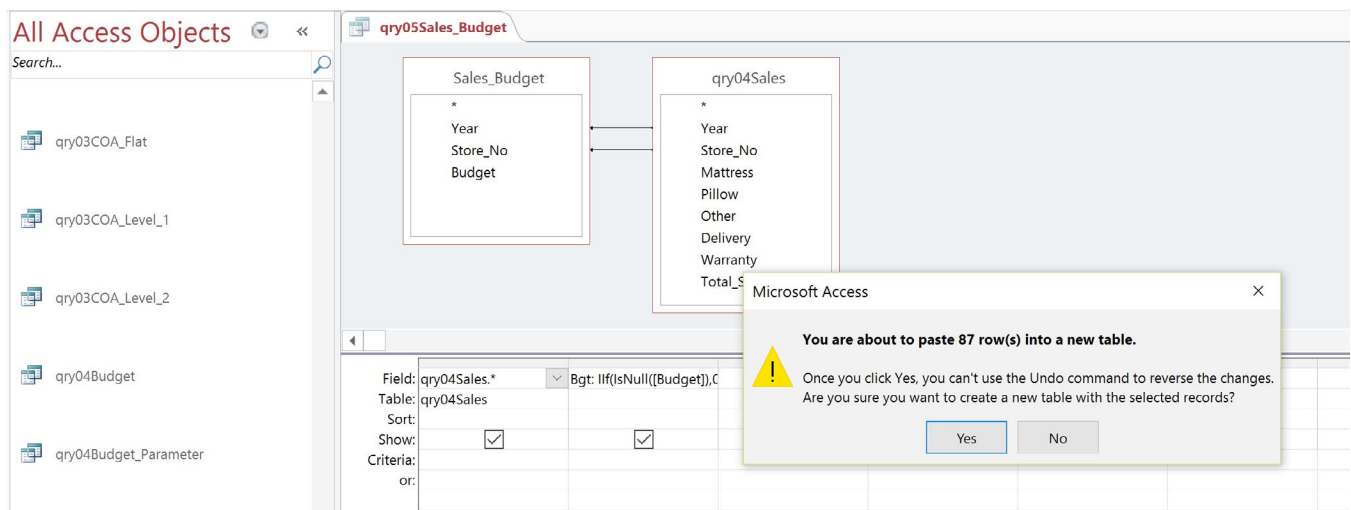 All Access Objects
Search...
qry03COA_Flat
qry03COA_Level_1
qry03COA_Level_2
qry04Budget
qry04Budget_Parameter
qry05Sales_Budget
Sales_Budget
*
Year
Store_No
Budget
qry04Sales
*
Year
Store_No
Mattress
Pillow
Other
Delivery
Warranty
Total_S
Microsoft Access
You are about to paste 87 row(s) into a new table.
Once you click Yes, you can't use the Undo command to reverse the changes.
Are you sure you want to create a new table with the selected records?
Yes No
Field: qry04Sales.* Bgt: IIf(IsNull([Budget]),0
Table: qry04Sales
Sort:
Show:
Criteria:
or: